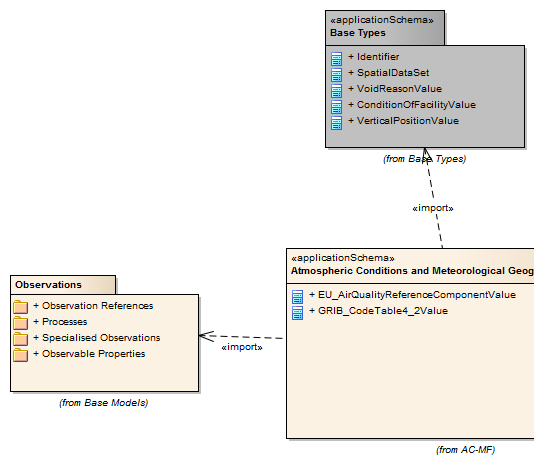 «applicationSchema»
Base Types
+ Identifier
+ SpatialDataSet
+ VoidReasonValue
+ ConditionOfFacilityValue
+ VerticalPositionValue
(from Base Types)
«import»
«applicationSchema»
Atmospheric Conditions and Meteorological Geog
+ EU_AirQualityReferenceComponentValue
+ GRIB_CodeTable4_2Value
(from AC-MF)
Observations
+ Observation References
+ Processes
+ Specialised Observations
+ Observable Properties
(from Base Models)
«import»